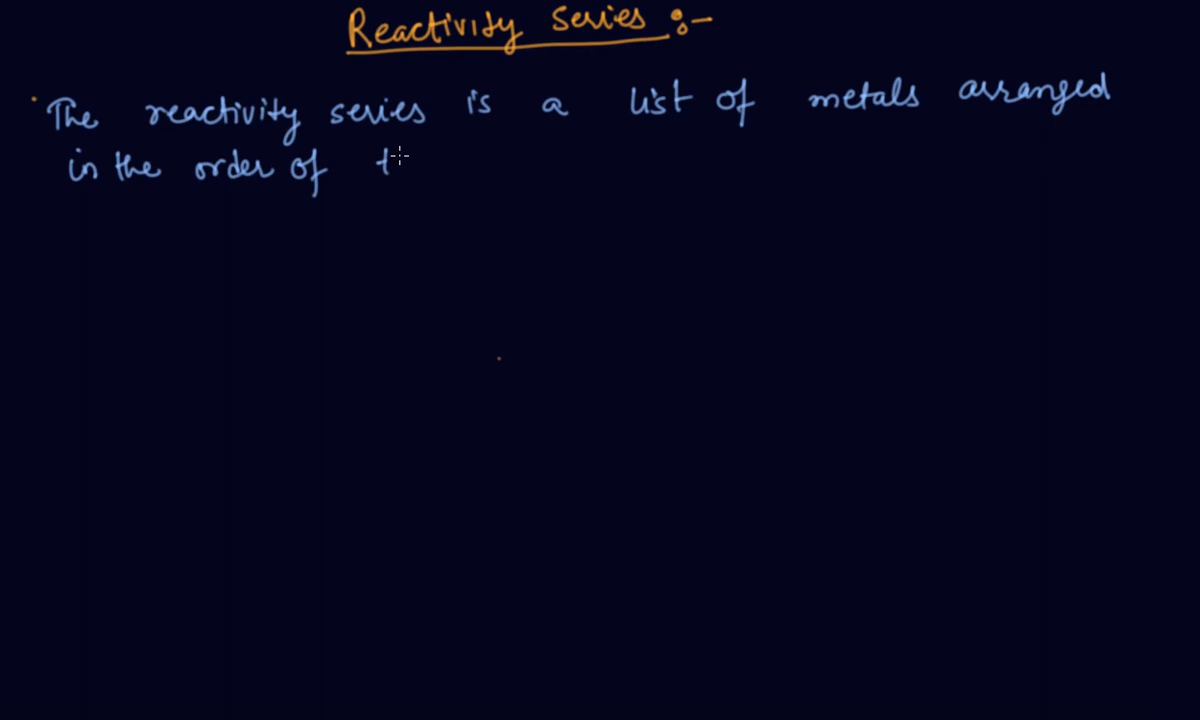 Reactivity Series :-
The reactivity series is a list of metals arranged
in the order of t